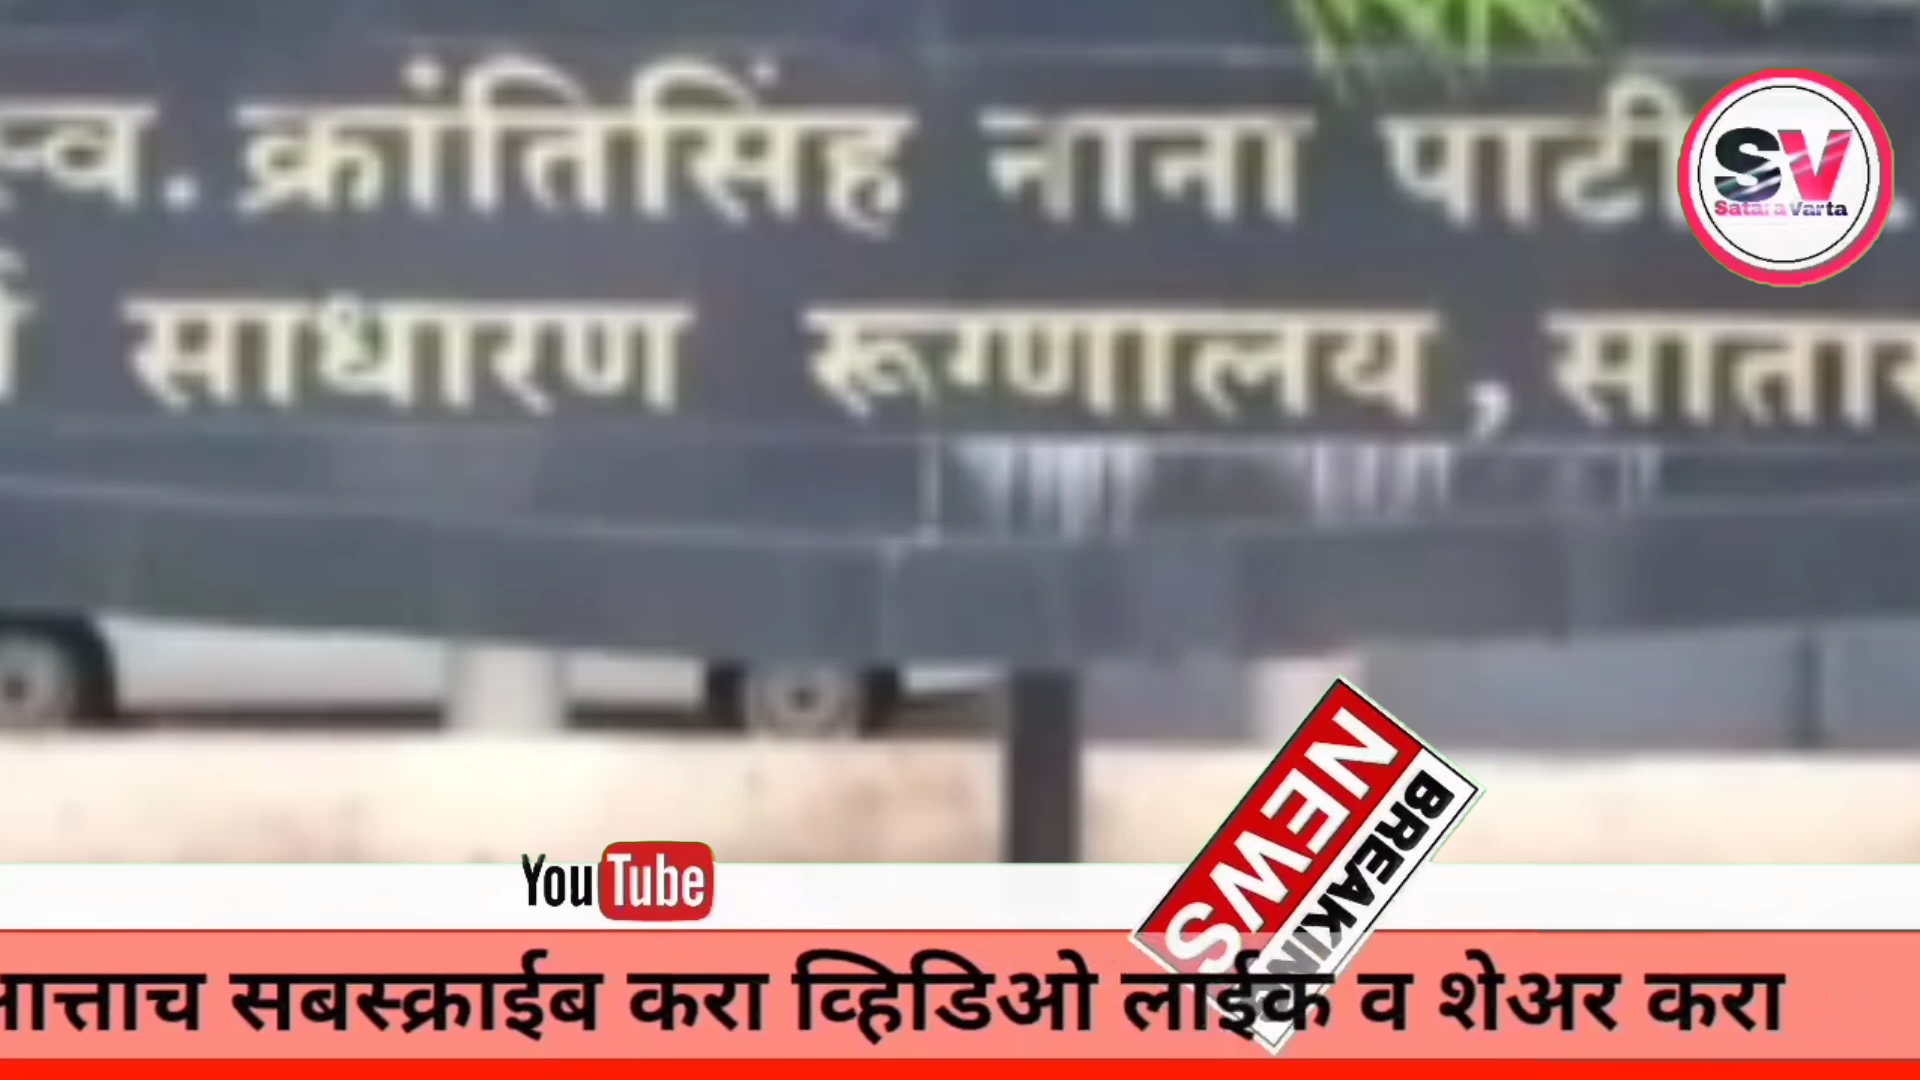 स्व. क्रांतिसिंह नाना पाटी
साधारण रूग्णालय, सातार
SV
Satara Varta
BREAKING
NEWS
YouTube
आत्ताच सबस्क्राईब करा व्हिडिओ लाईक व शेअर करा